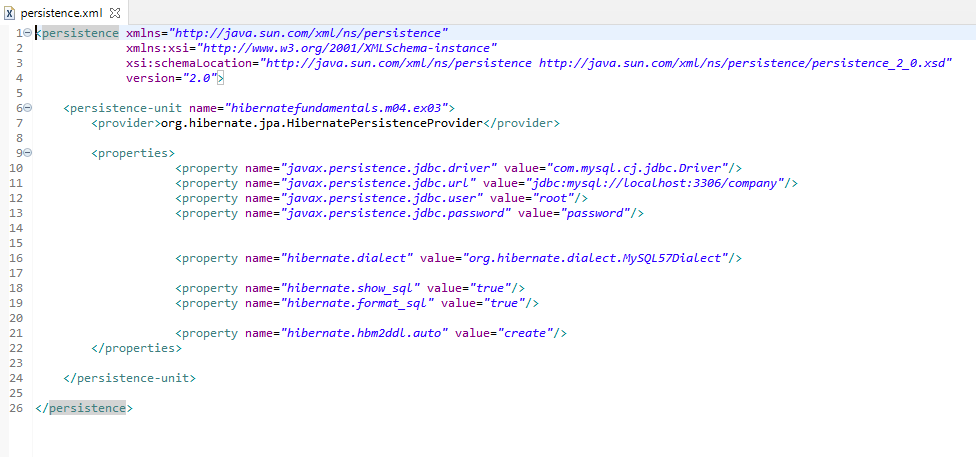 persistence.xml
1 <persistence xmlns="http://java.sun.com/xml/ns/persistence"
2 xmlns:xsi="http://www.w3.org/2001/XMLSchema-instance"
3 xsi:schemaLocation="http://java.sun.com/xml/ns/persistence http://java.sun.com/xml/ns/persistence/persistence_2_0.xsd"
4 version="2.0">
5
6 <persistence-unit name="hibernatefundamentals.m04.ex03">
7 <provider>org.hibernate.jpa.HibernatePersistenceProvider</provider>
8
9 <properties>
10 <property name="javax.persistence.jdbc.driver" value="com.mysql.cj.jdbc.Driver"/>
11 <property name="javax.persistence.jdbc.url" value="jdbc:mysql://localhost:3306/company"/>
12 <property name="javax.persistence.jdbc.user" value="root"/>
13 <property name="javax.persistence.jdbc.password" value="password"/>
14
15
16 <property name="hibernate.dialect" value="org.hibernate.dialect.MySQL57Dialect"/>
17
18 <property name="hibernate.show_sql" value="true"/>
19 <property name="hibernate.format_sql" value="true"/>
20
21 <property name="hibernate.hbm2ddl.auto" value="create"/>
22 </properties>
23
24 </persistence-unit>
25
26 </persistence>